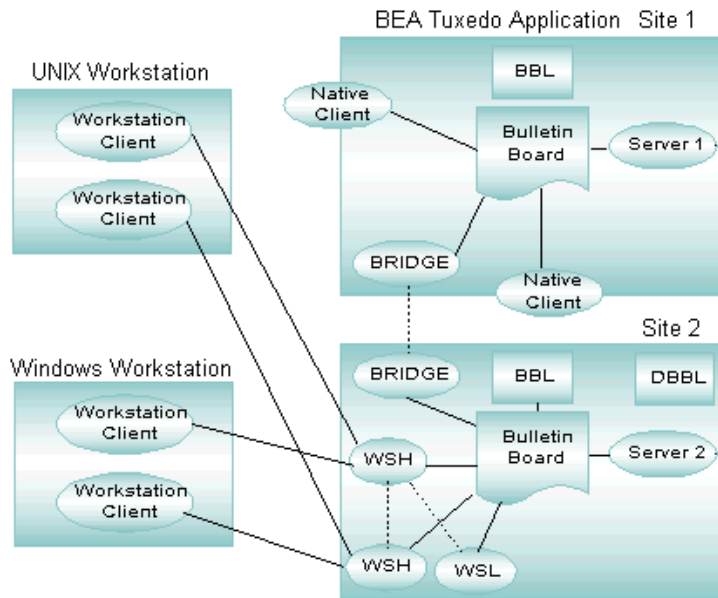 BEA Tuxedo Application Site 1
UNIX Workstation
Workstation
Client
Workstation
Client
Native
Client
BBL
Bulletin
Board
Server 1
BRIDGE
Native
Client
Site 2
Windows Workstation
Workstation
Client
Workstation
Client
BRIDGE
BBL
DBBL
Bulletin
Board
Server 2
WSH
WSH
WSL